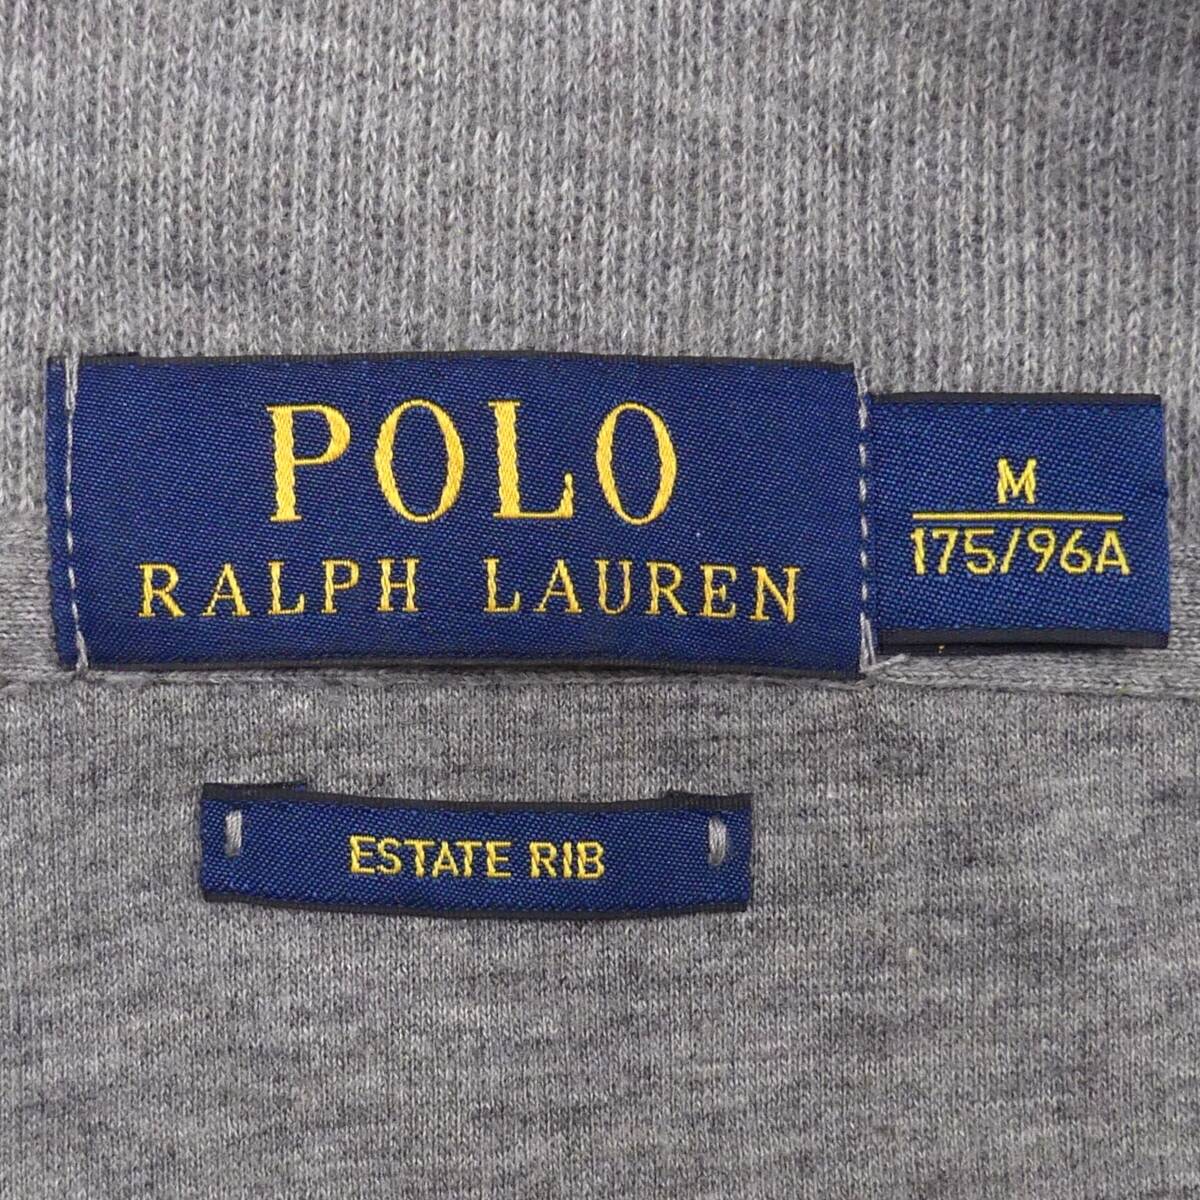 POLO
RALPH LAUREN
M
175/96A
ESTATE RIB